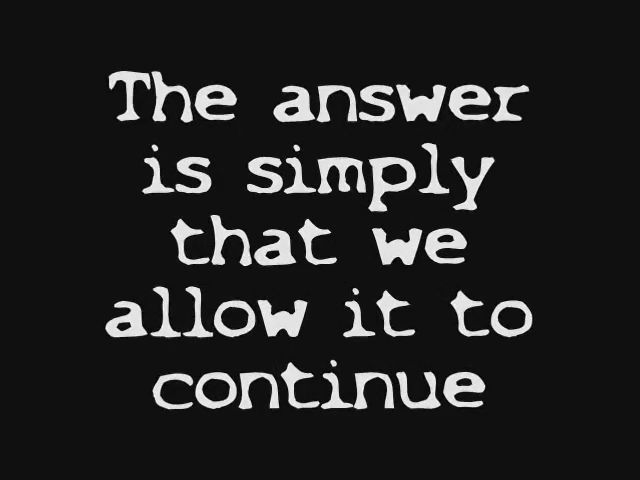 The answer
is simply
that we
allow it to
continue